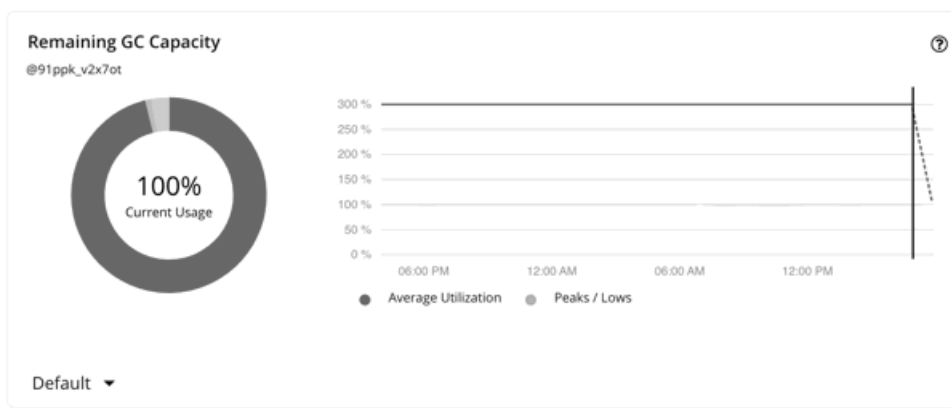 Remaining GC Capacity
@91ppk_v2x7ot
100%
Current Usage
300 %
250 %
200 %
150 %
100 %
50 %
0 %
06:00 PM 12:00 AM 06:00 AM 12:00 PM
Average Utilization Peaks / Lows
Default